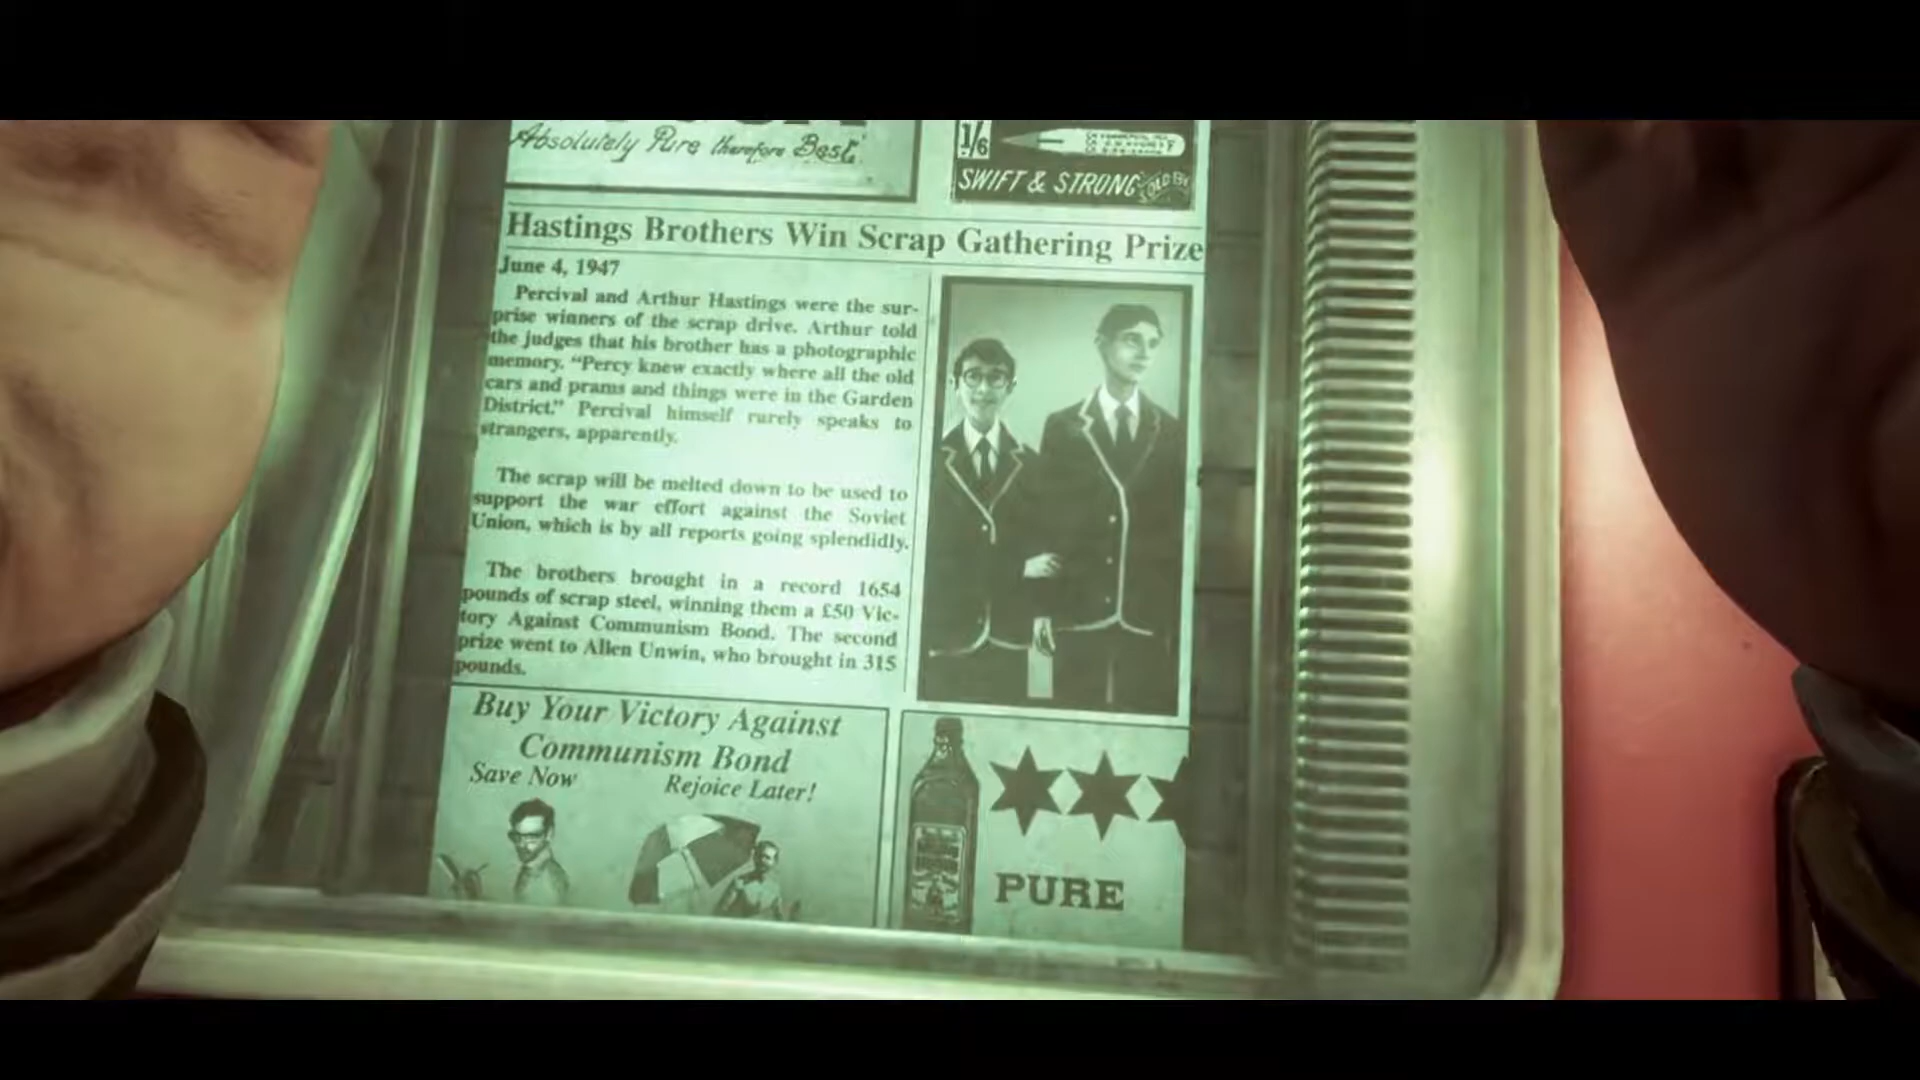 Absolutely Pure therefore Best
1/6
SWIFT & STRONG
SOLD BY
Hastings Brothers Win Scrap Gathering Prize
June 4, 1947
Percival and Arthur Hastings were the sur-
prise winners of the scrap drive. Arthur told
the judges that his brother has a photographic
memory. “Percy knew exactly where all the old
cars and prams and things were in the Garden
District.” Percival himself rurely speaks to
strangers, apparently.
The scrap will be melted down to be used to
support the war effort against the Soviet
Union, which is by all reports going splendidly.
The brothers brought in a record 1654
pounds of scrap steel, winning them a £50 Vic-
tory Against Communism Bond. The second
prize went to Allen Unwin, who brought in 315
pounds.
Buy Your Victory Against
Communism Bond
Save Now
Rejoice Later!
PURE